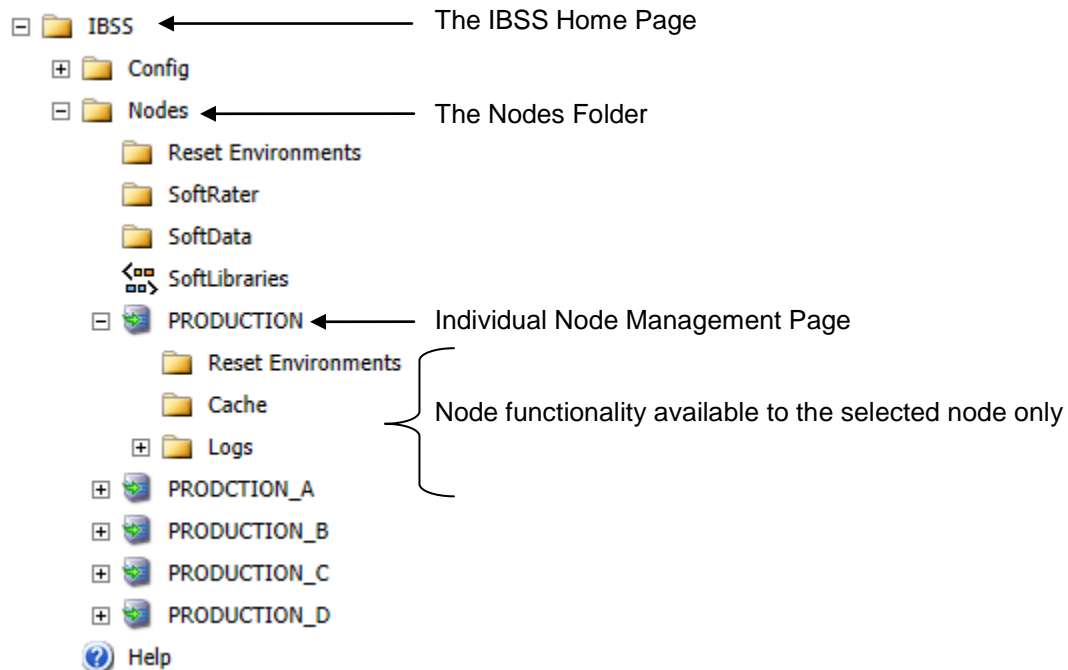 IBSS The IBSS Home Page
Config
Nodes The Nodes Folder
Reset Environments
SoftRater
SoftData
SoftLibraries
PRODUCTION Individual Node Management Page
Reset Environments
Cache Node functionality available to the selected node only
Logs
PRODCTION_A
PRODUCTION_B
PRODUCTION_C
PRODUCTION_D
Help